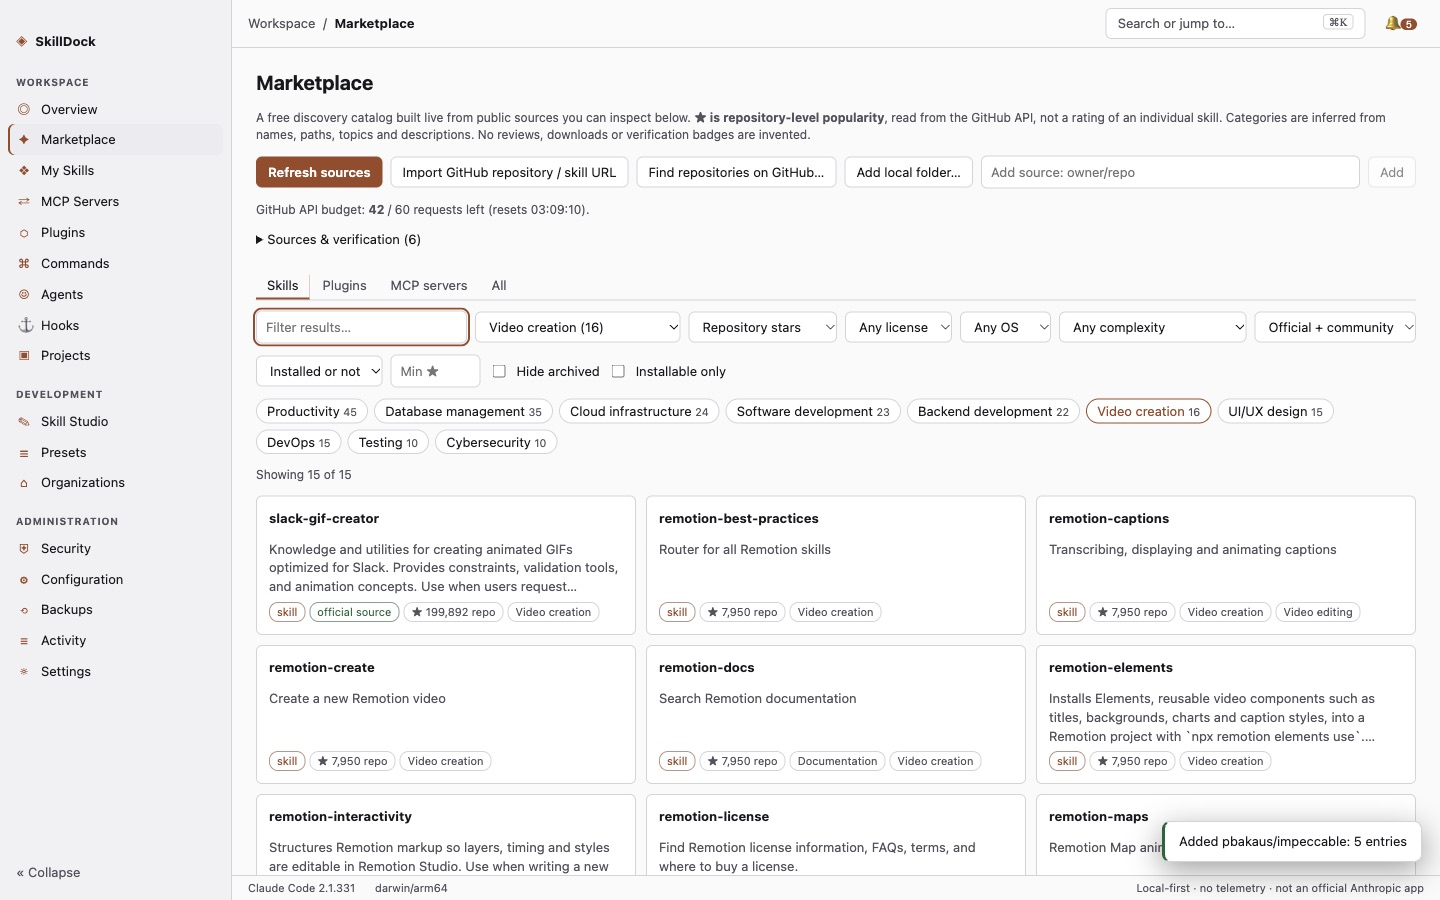 SkillDock
WORKSPACE
Overview
Marketplace
My Skills
MCP Servers
Plugins
Commands
Agents
Hooks
Projects
DEVELOPMENT
Skill Studio
Presets
Organizations
ADMINISTRATION
Security
Configuration
Backups
Activity
Settings
« Collapse
Workspace / Marketplace
Search or jump to… ⌘K
5
Marketplace
A free discovery catalog built live from public sources you can inspect below. ★ is repository-level popularity, read from the GitHub API, not a rating of an individual skill. Categories are inferred from
names, paths, topics and descriptions. No reviews, downloads or verification badges are invented.
Refresh sources Import GitHub repository / skill URL Find repositories on GitHub… Add local folder… Add source: owner/repo Add
GitHub API budget: 42 / 60 requests left (resets 03:09:10).
▶ Sources & verification (6)
Skills Plugins MCP servers All
Filter results… Video creation (16) Repository stars Any license Any OS Any complexity Official + community
Installed or not Min ★ Hide archived Installable only
Productivity 45 Database management 35 Cloud infrastructure 24 Software development 23 Backend development 22 Video creation 16 UI/UX design 15
DevOps 15 Testing 10 Cybersecurity 10
Showing 15 of 15
slack-gif-creator
Knowledge and utilities for creating animated GIFs
optimized for Slack. Provides constraints, validation tools,
and animation concepts. Use when users request…
skill official source ★ 199,892 repo Video creation
remotion-best-practices
Router for all Remotion skills
skill ★ 7,950 repo Video creation
remotion-captions
Transcribing, displaying and animating captions
skill ★ 7,950 repo Video creation Video editing
remotion-create
Create a new Remotion video
skill ★ 7,950 repo Video creation
remotion-docs
Search Remotion documentation
skill ★ 7,950 repo Documentation Video creation
remotion-elements
Installs Elements, reusable video components such as
titles, backgrounds, charts and caption styles, into a
Remotion project with `npx remotion elements use`.…
skill ★ 7,950 repo Video creation
remotion-interactivity
Structures Remotion markup so layers, timing and styles
are editable in Remotion Studio. Use when writing a new
remotion-license
Find Remotion license information, FAQs, terms, and
where to buy a license.
remotion-maps
Remotion Map
Added pbakaus/impeccable: 5 entries
Claude Code 2.1.331 darwin/arm64
Local-first · no telemetry · not an official Anthropic app